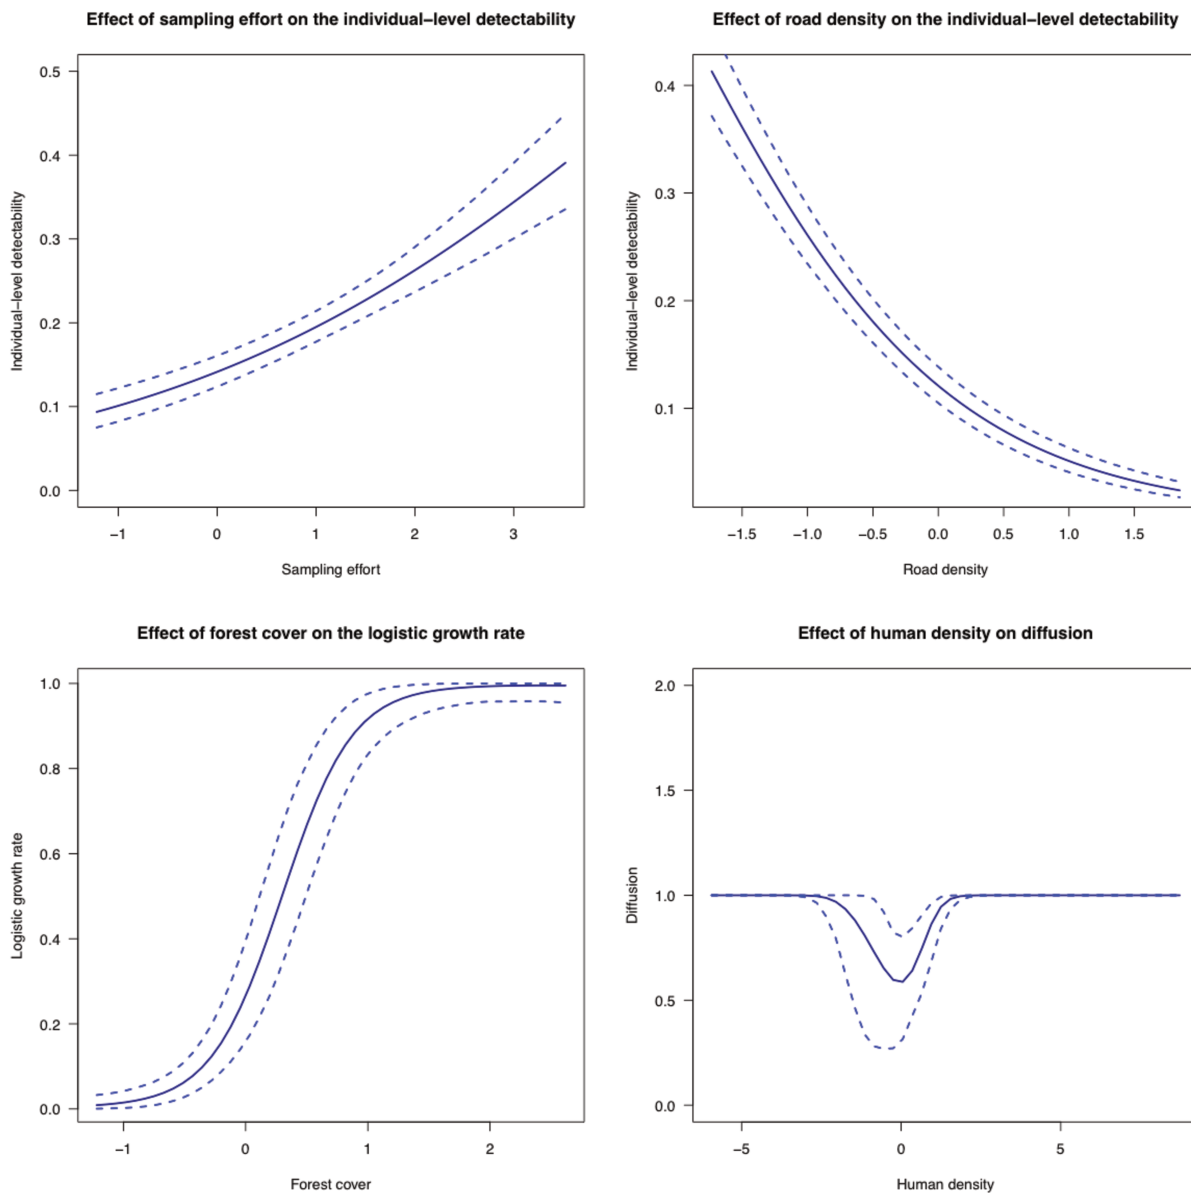 Effect of sampling effort on the individual–level detectability
0.5
0.4
0.3
0.2
0.1
0.0
Individual–level detectability
−1 0 1 2 3
Sampling effort
Effect of road density on the individual–level detectability
0.4
0.3
0.2
0.1
Individual–level detectability
−1.5 −1.0 −0.5 0.0 0.5 1.0 1.5
Road density
Effect of forest cover on the logistic growth rate
1.0
0.8
0.6
0.4
0.2
0.0
Logistic growth rate
−1 0 1 2
Forest cover
Effect of human density on diffusion
2.0
1.5
1.0
0.5
0.0
Diffusion
−5 0 5
Human density